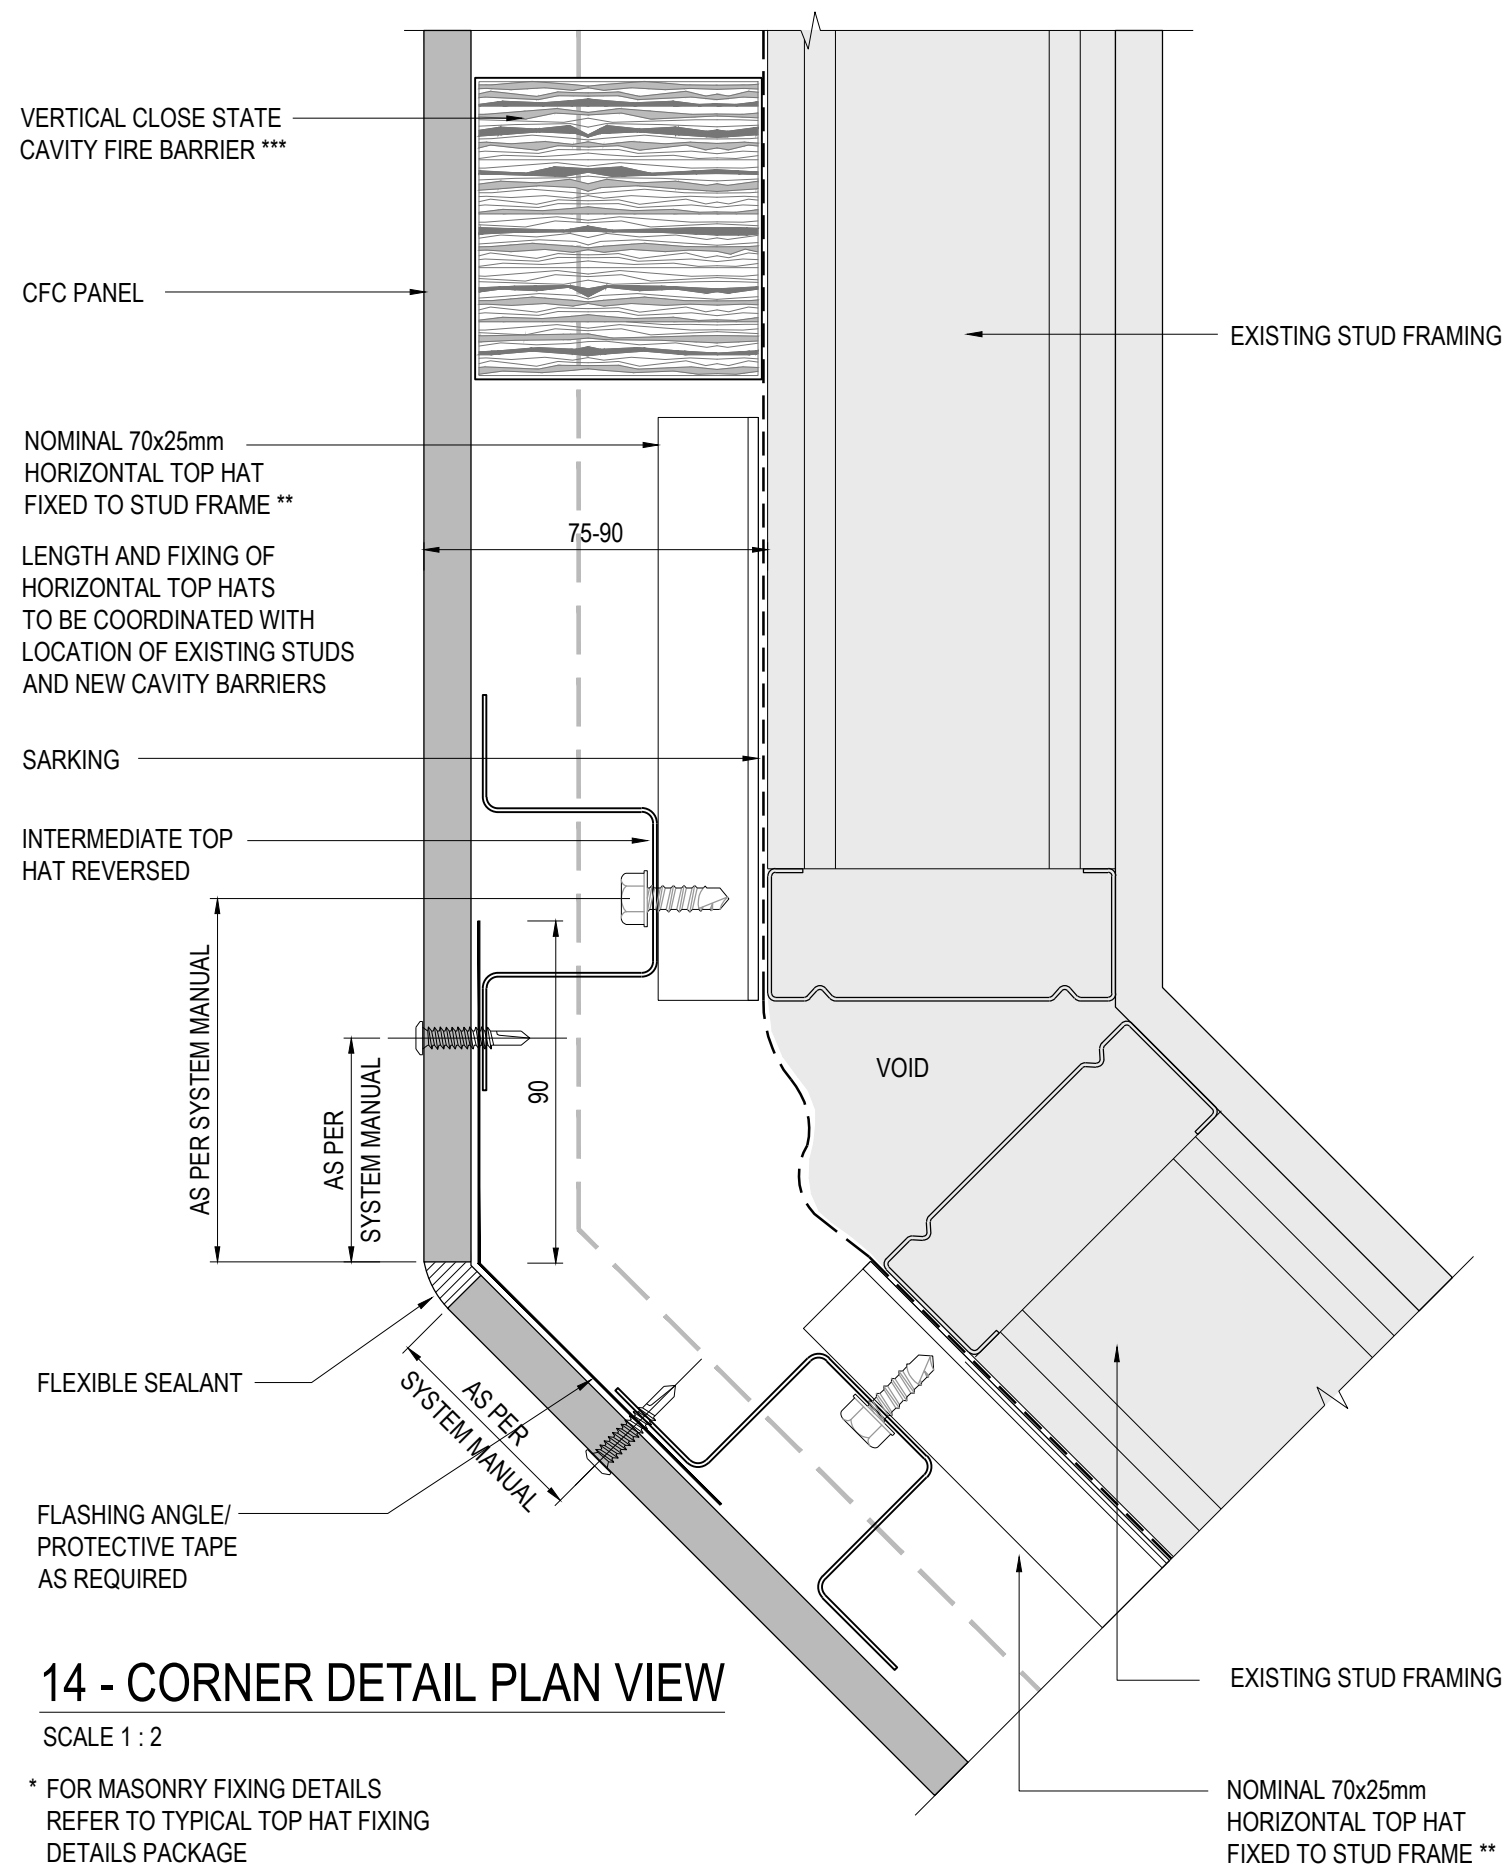 VERTICAL CLOSE STATE
CAVITY FIRE BARRIER ***
CFC PANEL
EXISTING STUD FRAMING
NOMINAL 70x25mm
HORIZONTAL TOP HAT
FIXED TO STUD FRAME **
75-90
LENGTH AND FIXING OF
HORIZONTAL TOP HATS
TO BE COORDINATED WITH
LOCATION OF EXISTING STUDS
AND NEW CAVITY BARRIERS
SARKING
INTERMEDIATE TOP
HAT REVERSED
AS PER SYSTEM MANUAL
AS PER
SYSTEM MANUAL
90
VOID
FLEXIBLE SEALANT
AS PER
SYSTEM MANUAL
FLASHING ANGLE/
PROTECTIVE TAPE
AS REQUIRED
14 - CORNER DETAIL PLAN VIEW
SCALE 1 : 2
* FOR MASONRY FIXING DETAILS
REFER TO TYPICAL TOP HAT FIXING
DETAILS PACKAGE
EXISTING STUD FRAMING
NOMINAL 70x25mm
HORIZONTAL TOP HAT
FIXED TO STUD FRAME **